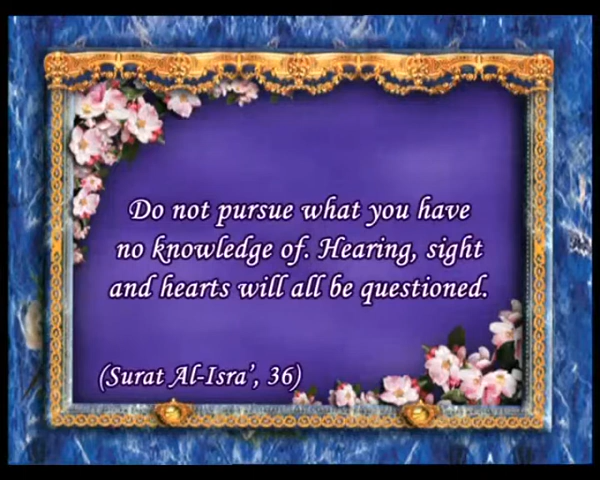 Do not pursue what you have
no knowledge of. Hearing, sight
and hearts will all be questioned.
(Surat Al-Isra', 36)